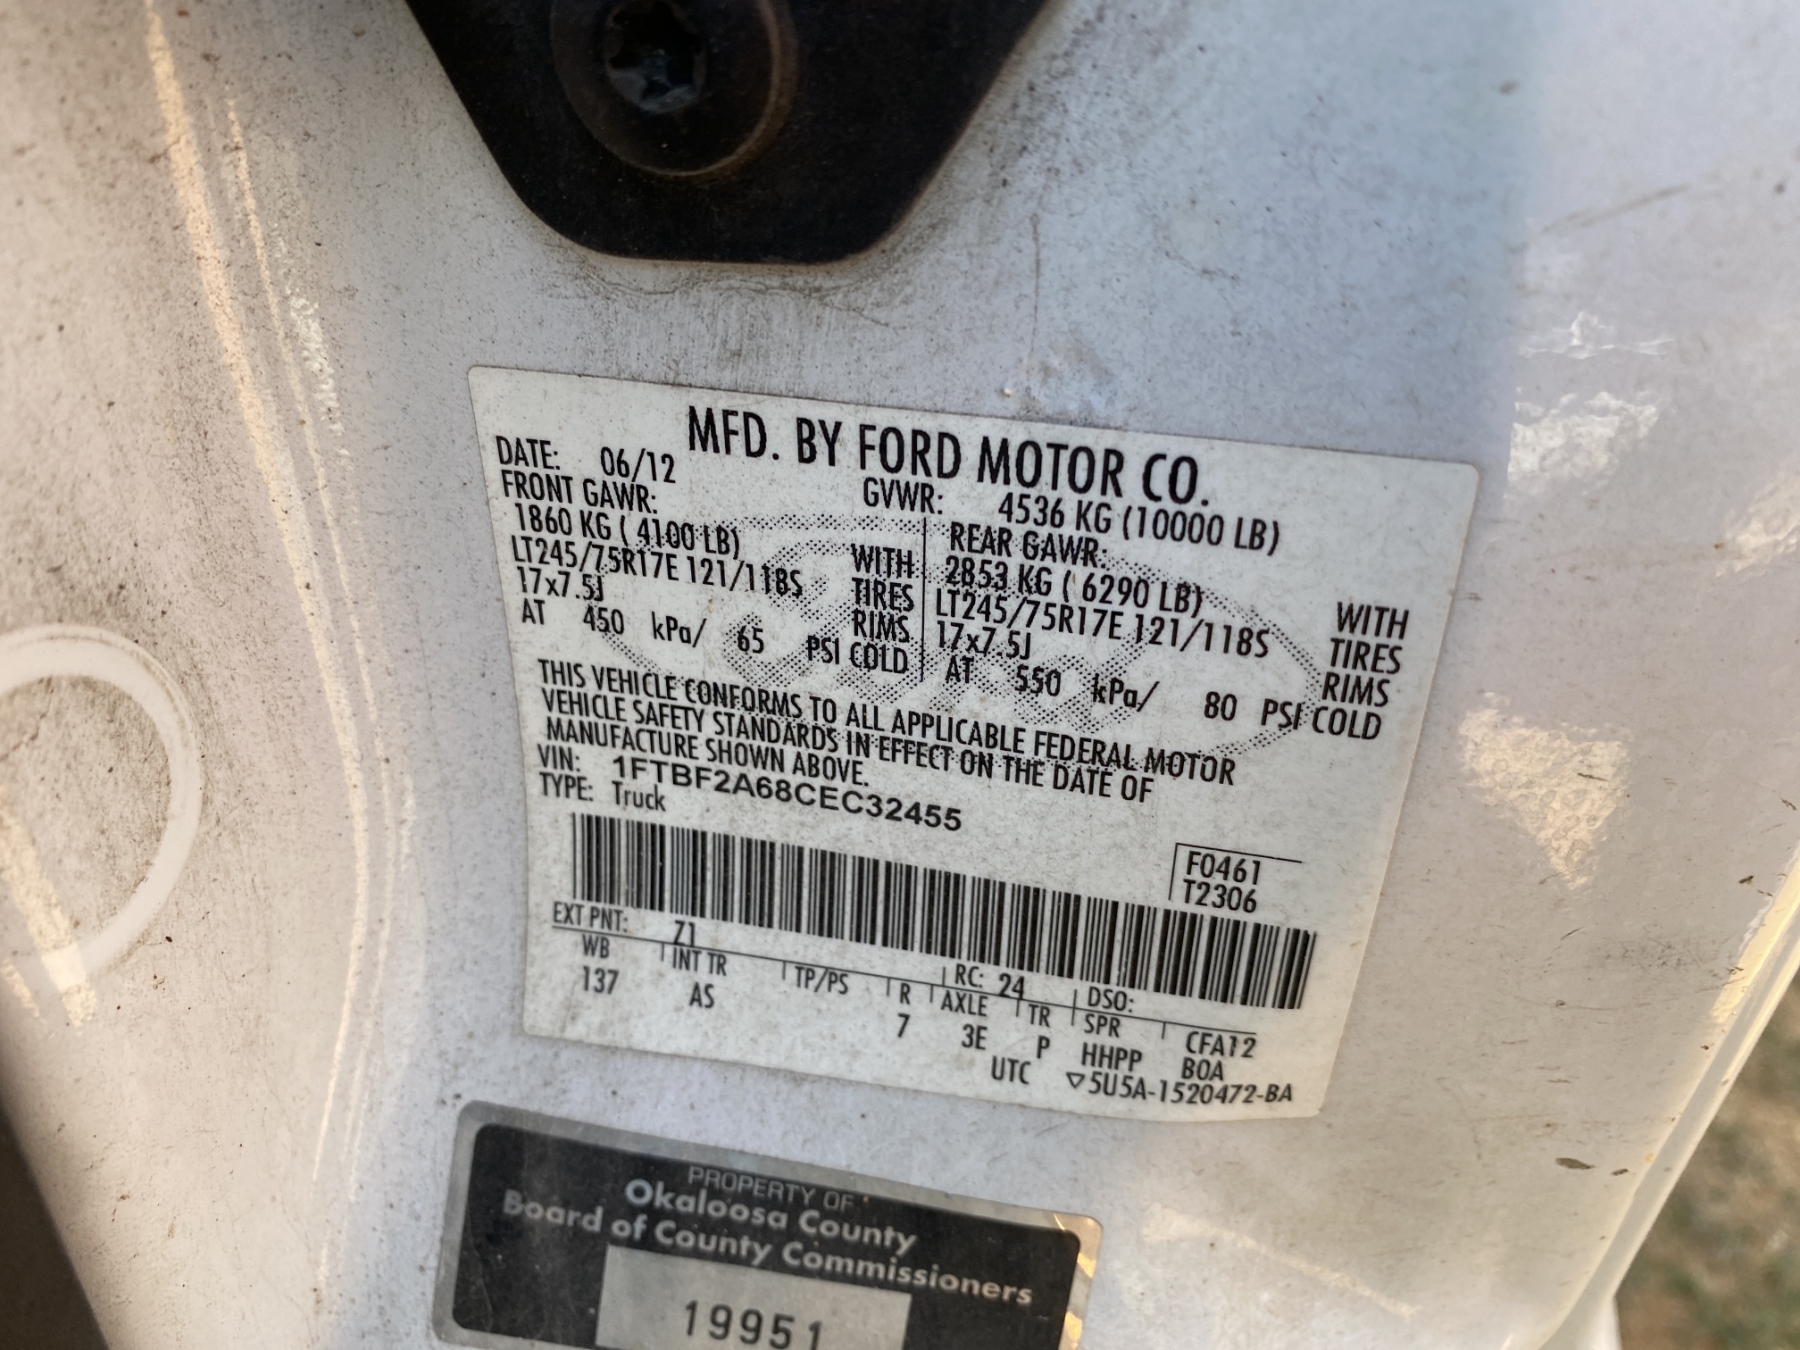 MFD. BY FORD MOTOR CO.
DATE: 06/12 GVWR: 4536 KG (10000 LB)
FRONT GAWR: REAR GAWR:
1860 KG ( 4100 LB) WITH 2853 KG ( 6290 LB) WITH
LT245/75R17E 121/118S TIRES LT245/75R17E 121/118S TIRES
17x7.5J RIMS 17x7.5J RIMS
AT 450 kPa/ 65 PSI COLD AT 550 kPa/ 80 PSI COLD
THIS VEHICLE CONFORMS TO ALL APPLICABLE FEDERAL MOTOR
VEHICLE SAFETY STANDARDS IN EFFECT ON THE DATE OF
MANUFACTURE SHOWN ABOVE.
VIN: 1FTBF2A68CEC32455
TYPE: Truck
F0461
T2306
EXT PNT: Z1 RC: 24 DSO:
WB INT TR TP/PS R AXLE TR SPR CFA12
137 AS 7 3E P HHPP BOA
UTC ▽5U5A-1520472-BA
PROPERTY OF
Okaloosa County
Board of County Commissioners
19951